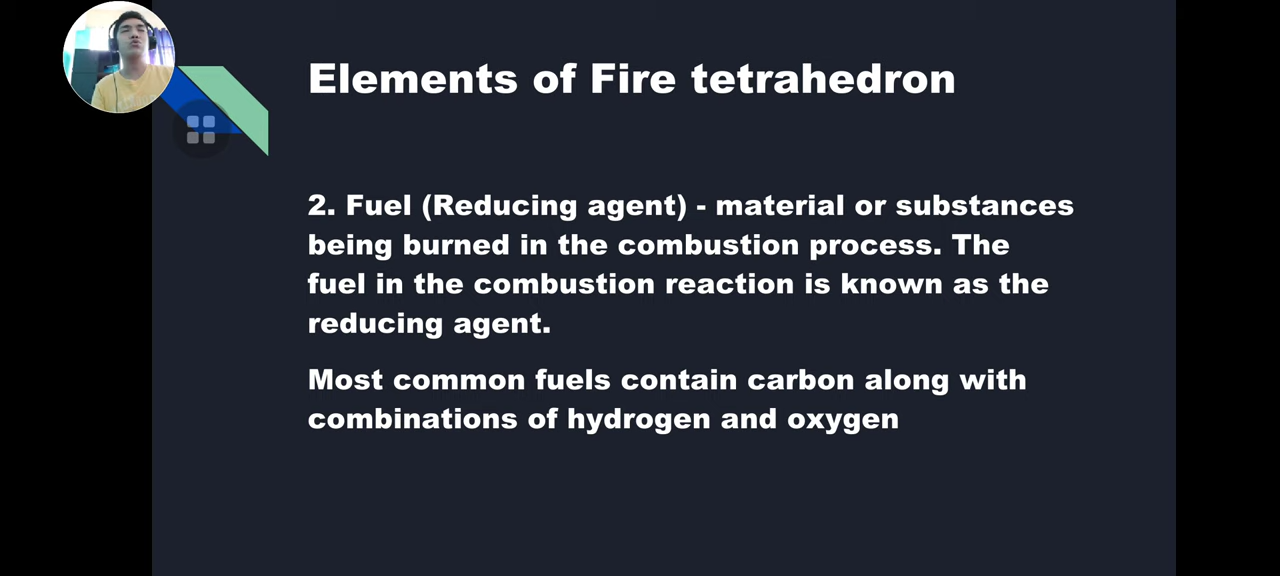 Elements of Fire tetrahedron
2. Fuel (Reducing agent) - material or substances
being burned in the combustion process. The
fuel in the combustion reaction is known as the
reducing agent.
Most common fuels contain carbon along with
combinations of hydrogen and oxygen